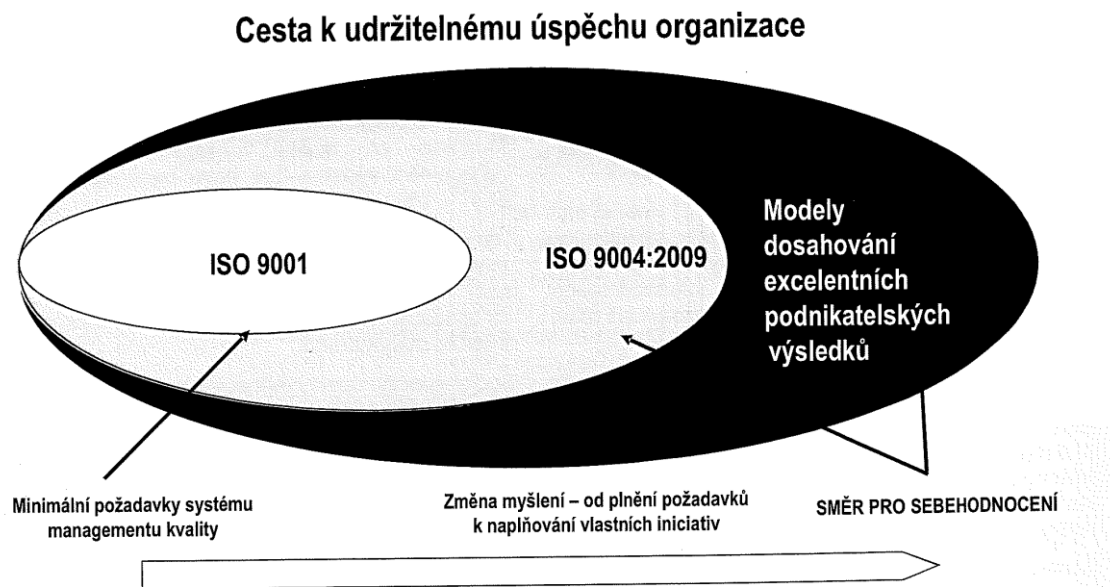 Cesta k udržitelnému úspěchu organizace
ISO 9001
ISO 9004:2009
Modely
dosahování
excelentních
podnikatelských
výsledků
Minimální požadavky systému
managementu kvality
Změna myšlení – od plnění požadavků
k naplňování vlastních iniciativ
SMĚR PRO SEBEHODNOCENÍ